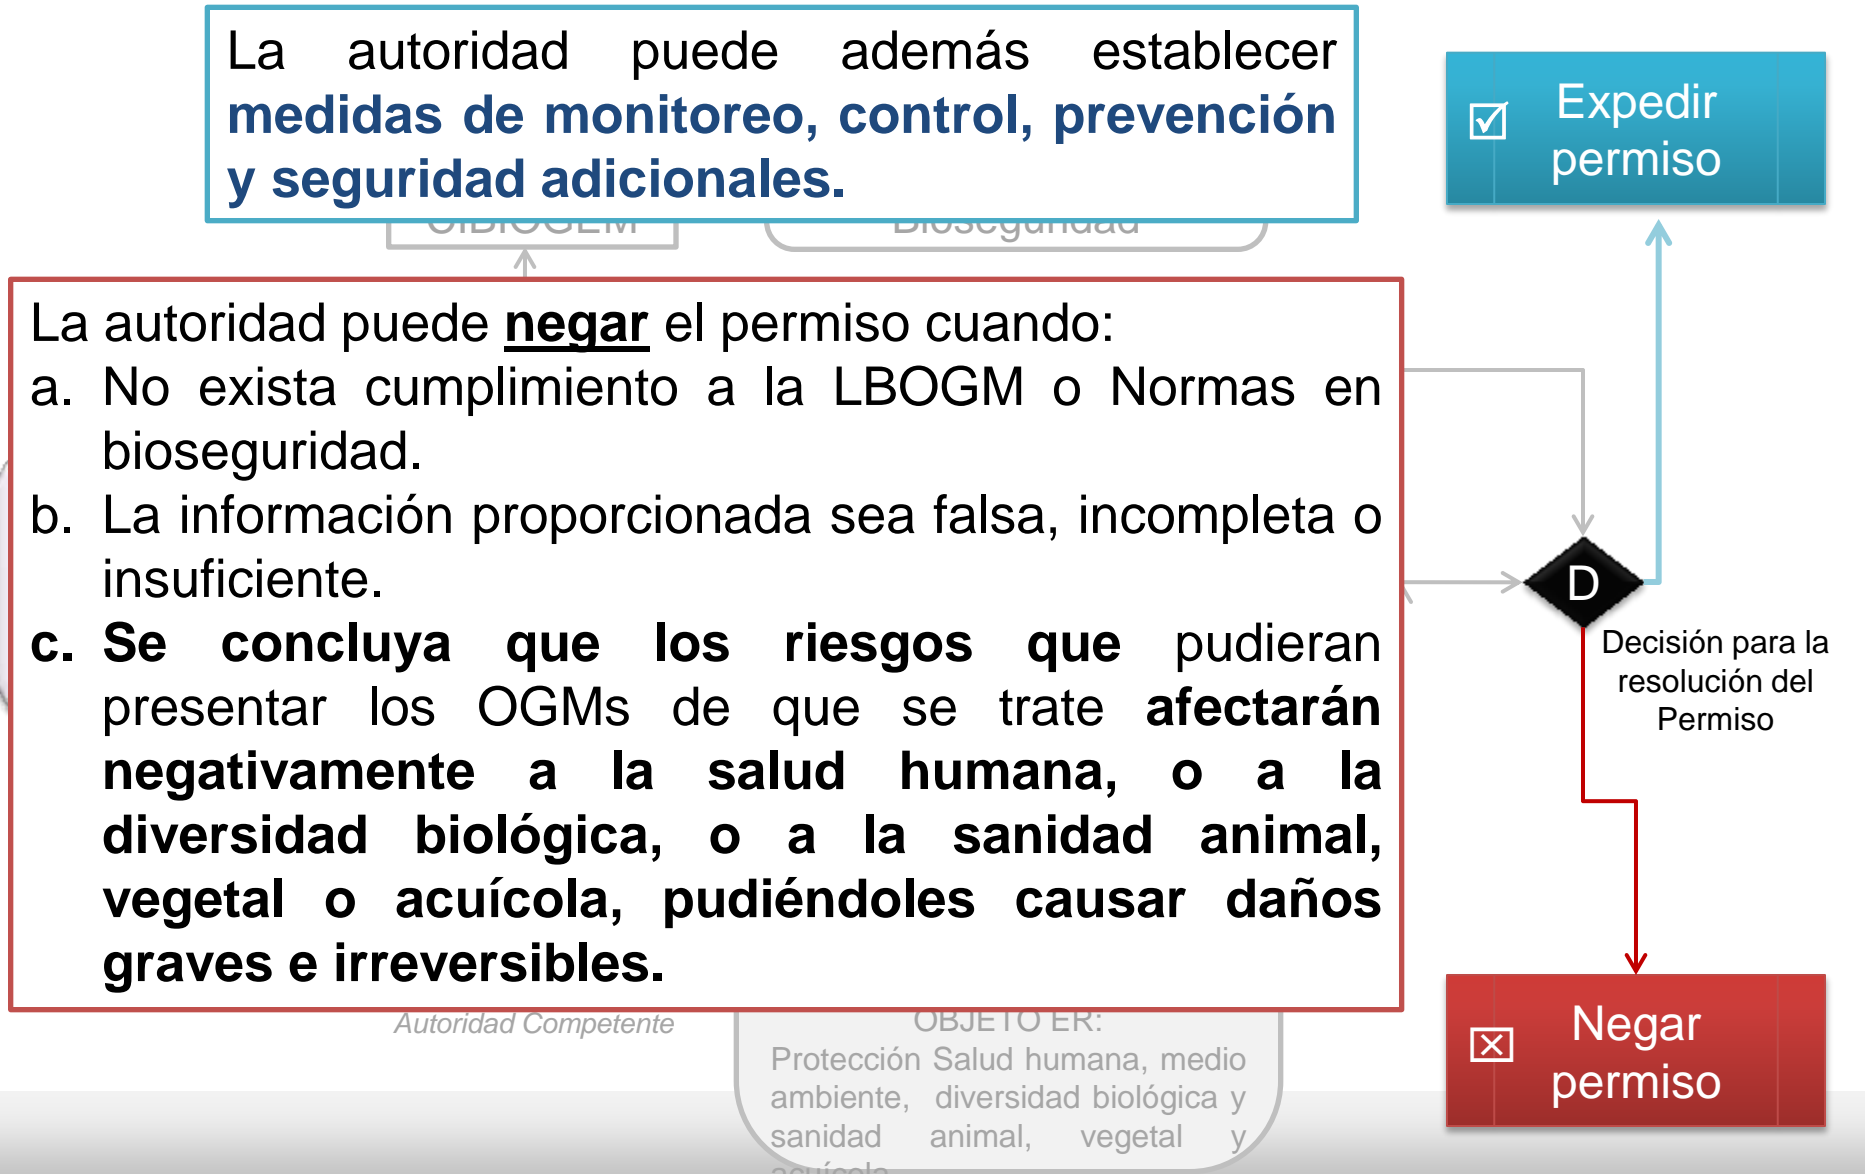 La autoridad puede además establecer
medidas de monitoreo, control, prevención
y seguridad adicionales.
Expedir
permiso
CIBIOGEM
Bioseguridad
La autoridad puede negar el permiso cuando:
a. No exista cumplimiento a la LBOGM o Normas en
bioseguridad.
b. La información proporcionada sea falsa, incompleta o
insuficiente.
c. Se concluya que los riesgos que pudieran
presentar los OGMs de que se trate afectarán
negativamente a la salud humana, o a la
diversidad biológica, o a la sanidad animal,
vegetal o acuícola, pudiéndoles causar daños
graves e irreversibles.
D
Decisión para la
resolución del
Permiso
Autoridad Competente
OBJETO ER:
Protección Salud humana, medio
ambiente, diversidad biológica y
sanidad animal, vegetal y
acuícola
Negar
permiso